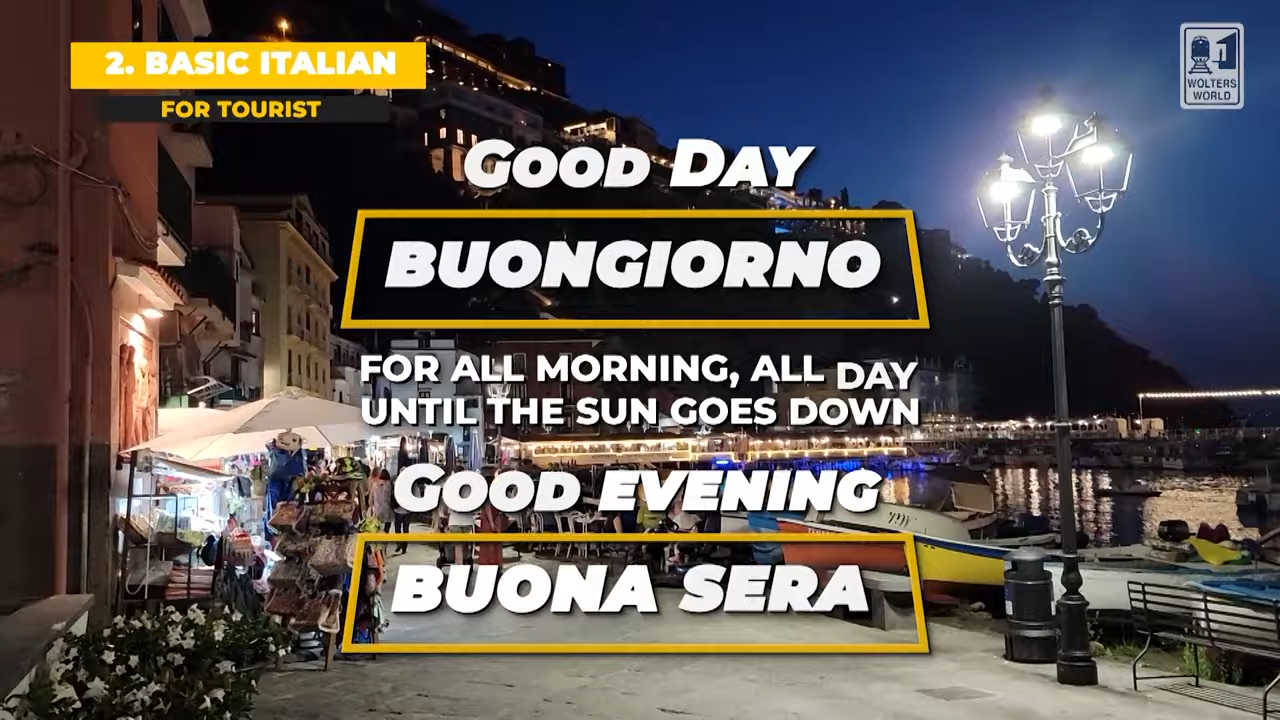 2. BASIC ITALIAN
FOR TOURIST
WOLTERS
WORLD
GOOD DAY
BUONGIORNO
FOR ALL MORNING, ALL DAY
UNTIL THE SUN GOES DOWN
GOOD EVENING
BUONA SERA